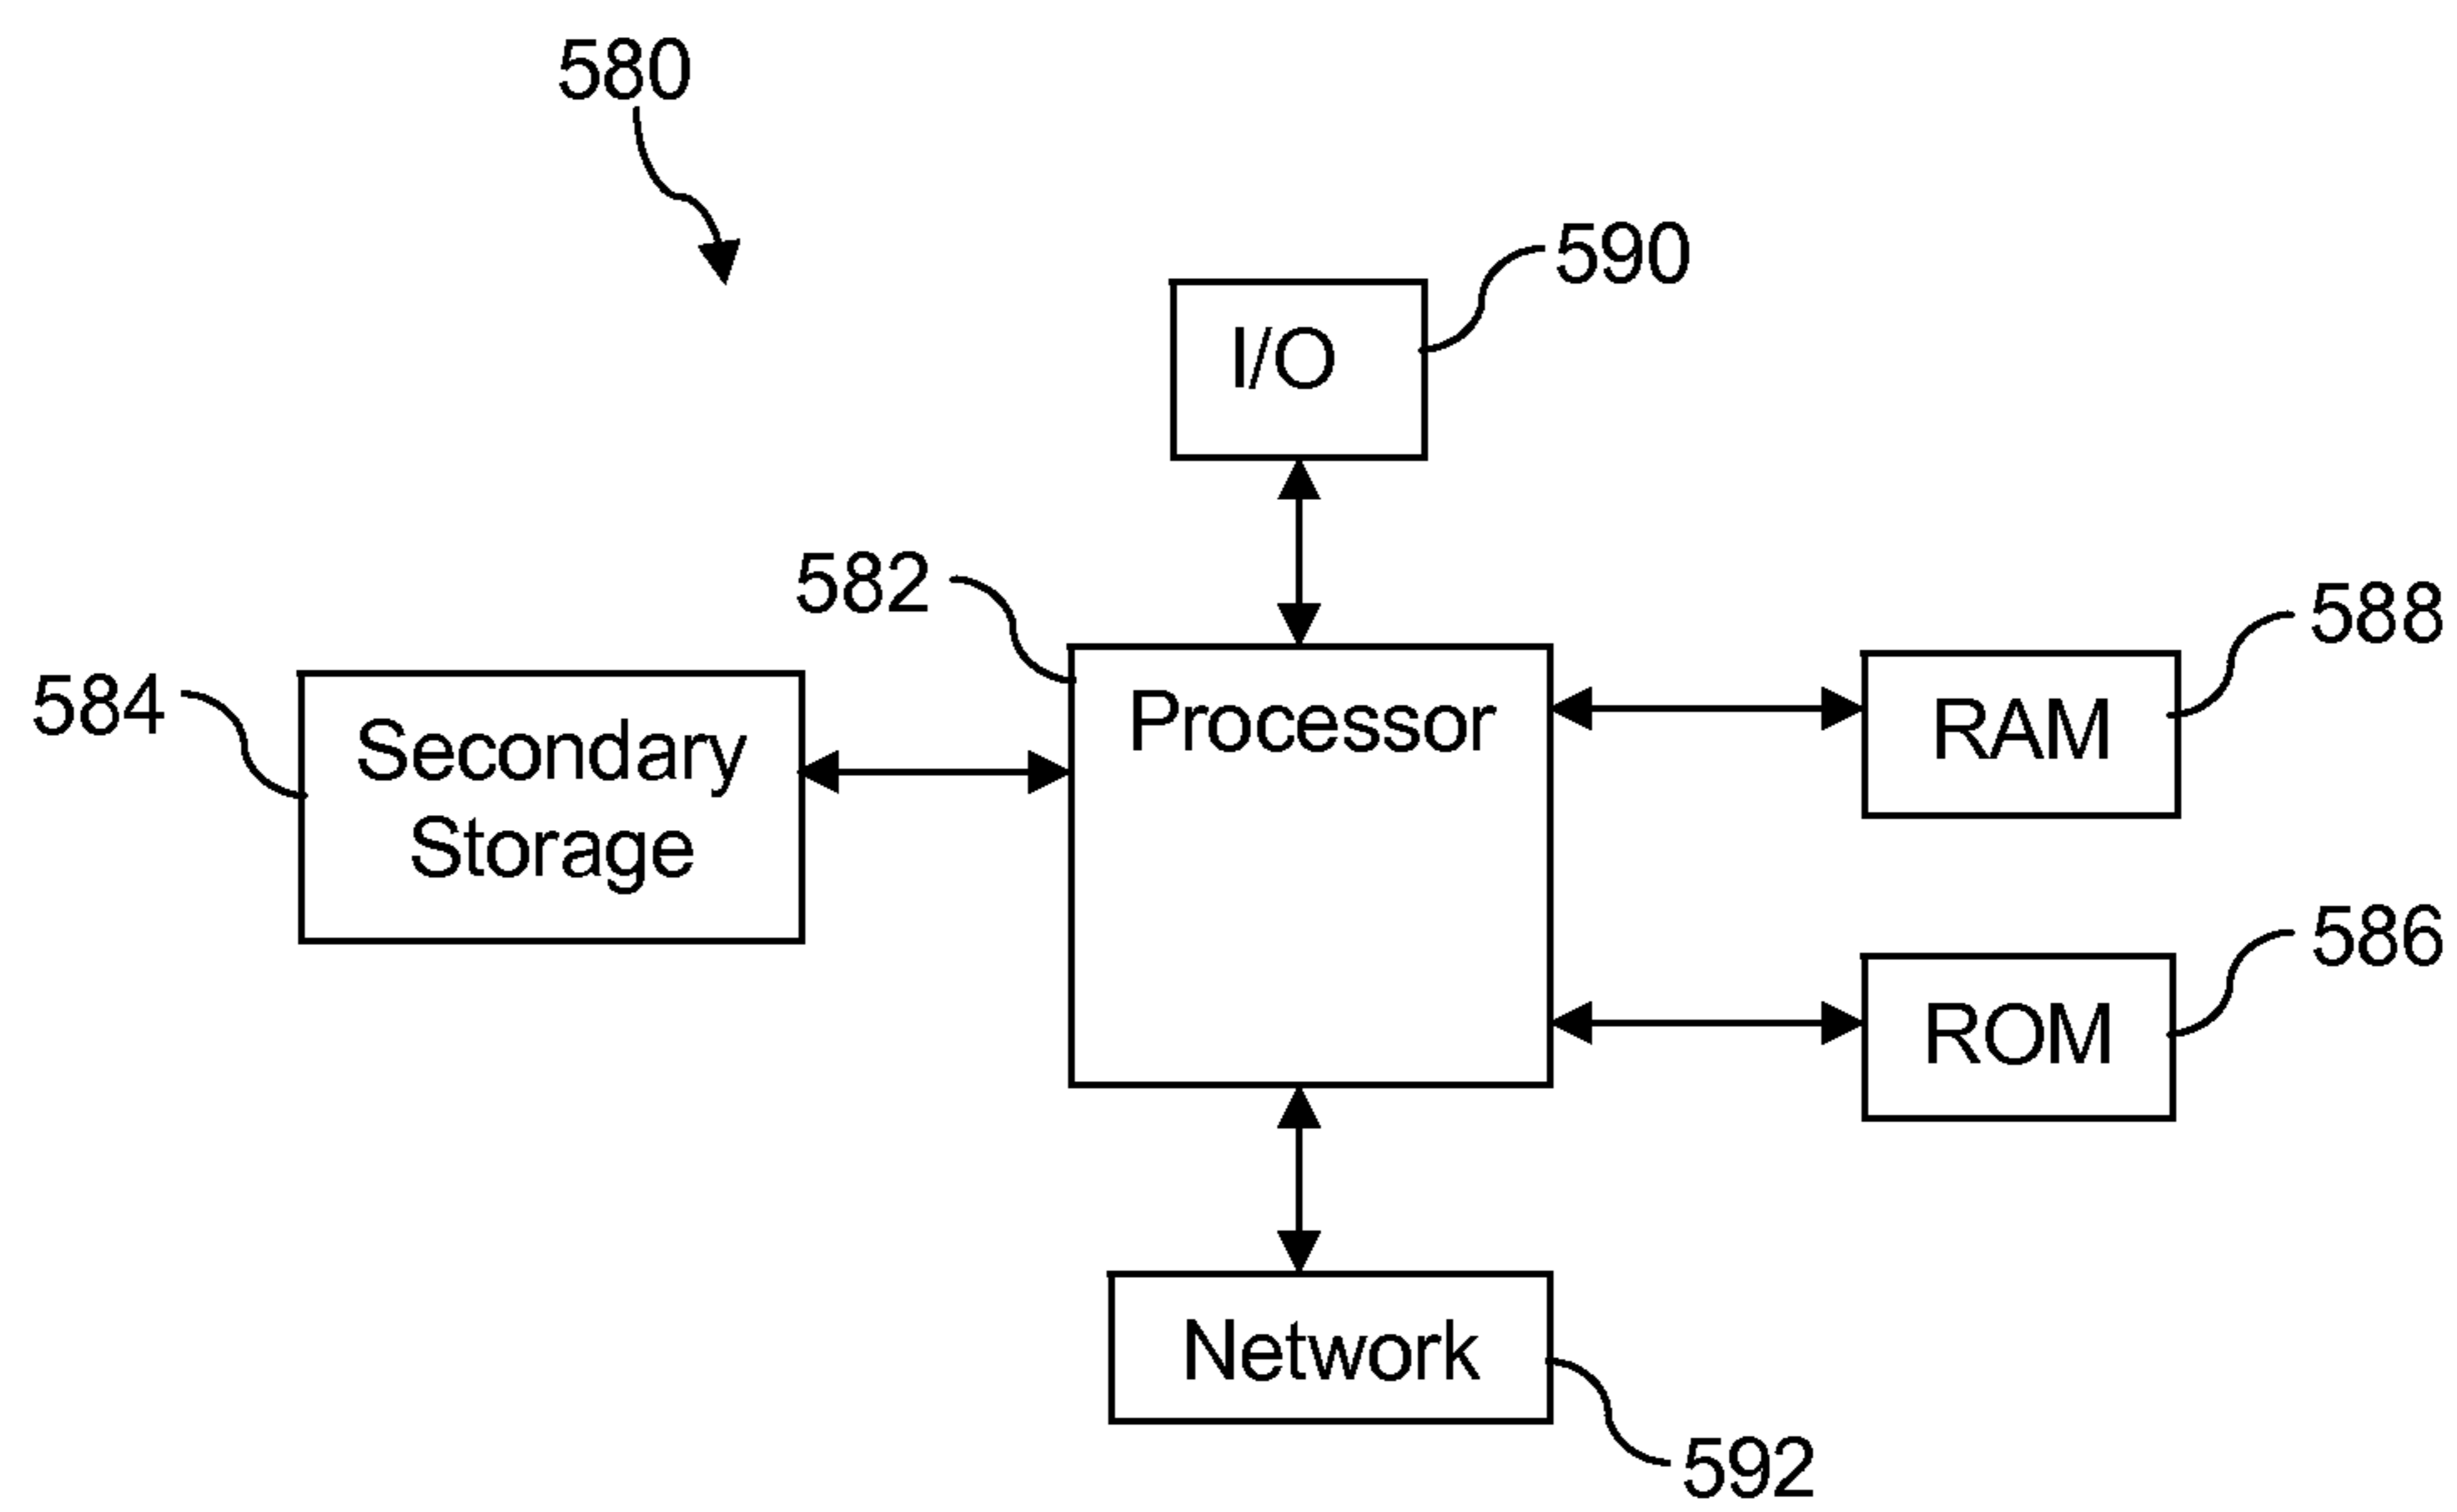 580
590
I/O
582
588
584
Processor
RAM
Secondary
Storage
586
ROM
Network
592